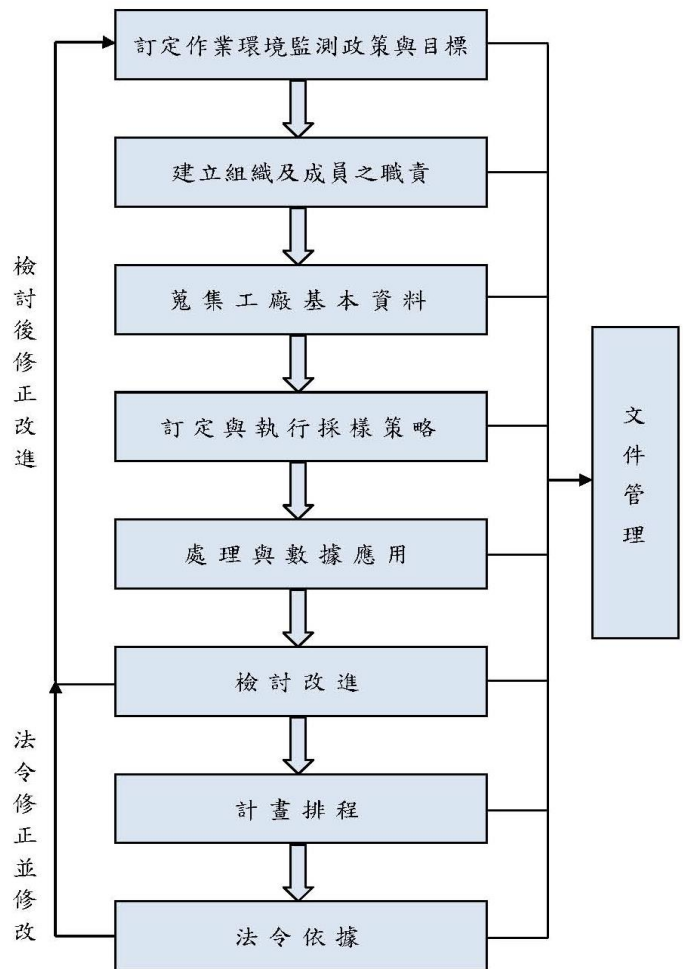 訂定作業環境監測政策與目標
建立組織及成員之職責
蒐集工廠基本資料
訂定與執行採樣策略
處理與數據應用
檢討改進
計畫排程
法令依據
檢討後修正改進
法令修正並修改
文件管理